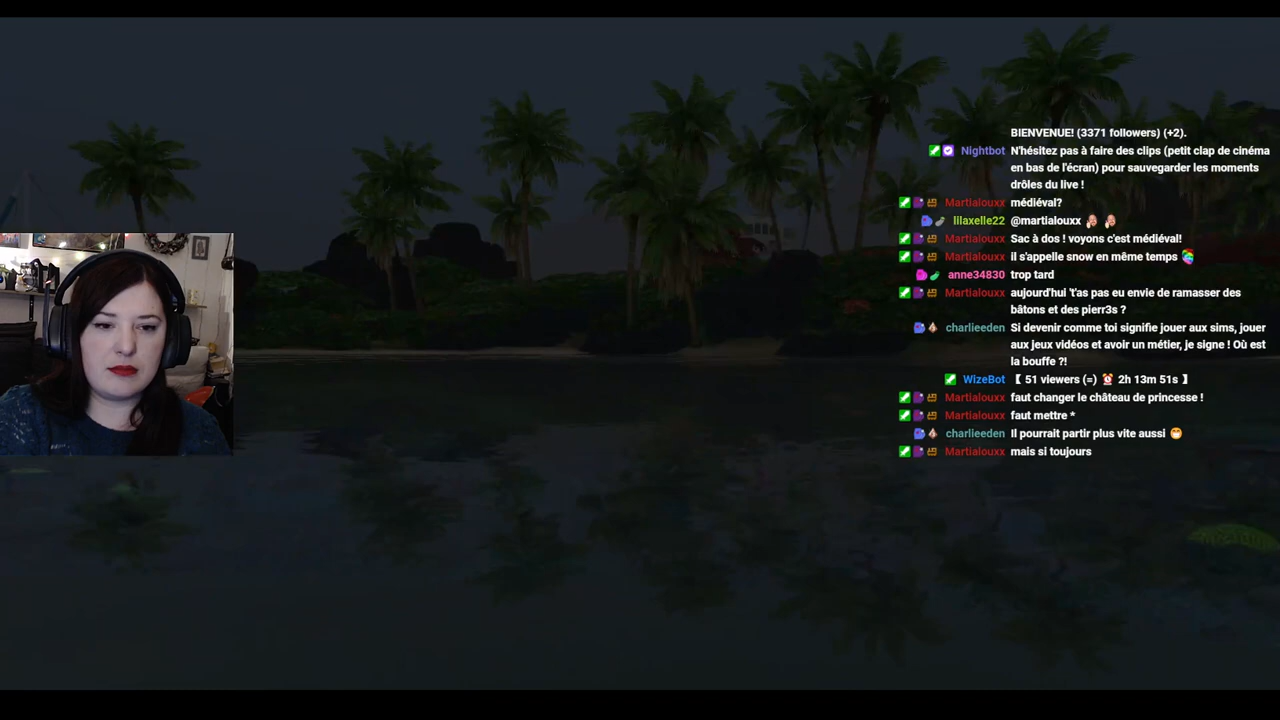 BIENVENUE! (3371 followers) (+2).
Nightbot N'hésitez pas à faire des clips (petit clap de cinéma
en bas de l'écran) pour sauvegarder les moments
drôles du live !
Martialouxx médiéval?
lilaxelle22 @martialouxx
Martialouxx Sac à dos ! voyons c'est médiéval!
Martialouxx il s'appelle snow en même temps
anne34830 trop tard
Martialouxx aujourd'hui 't'as pas eu envie de ramasser des
bâtons et des pierr3s ?
charlieeden Si devenir comme toi signifie jouer aux sims, jouer
aux jeux vidéos et avoir un métier, je signe ! Où est
la bouffe ?!
WizeBot 【 51 viewers (=) ⏰ 2h 13m 51s 】
Martialouxx faut changer le château de princesse !
Martialouxx faut mettre *
charlieeden Il pourrait partir plus vite aussi 😁
Martialouxx mais si toujours